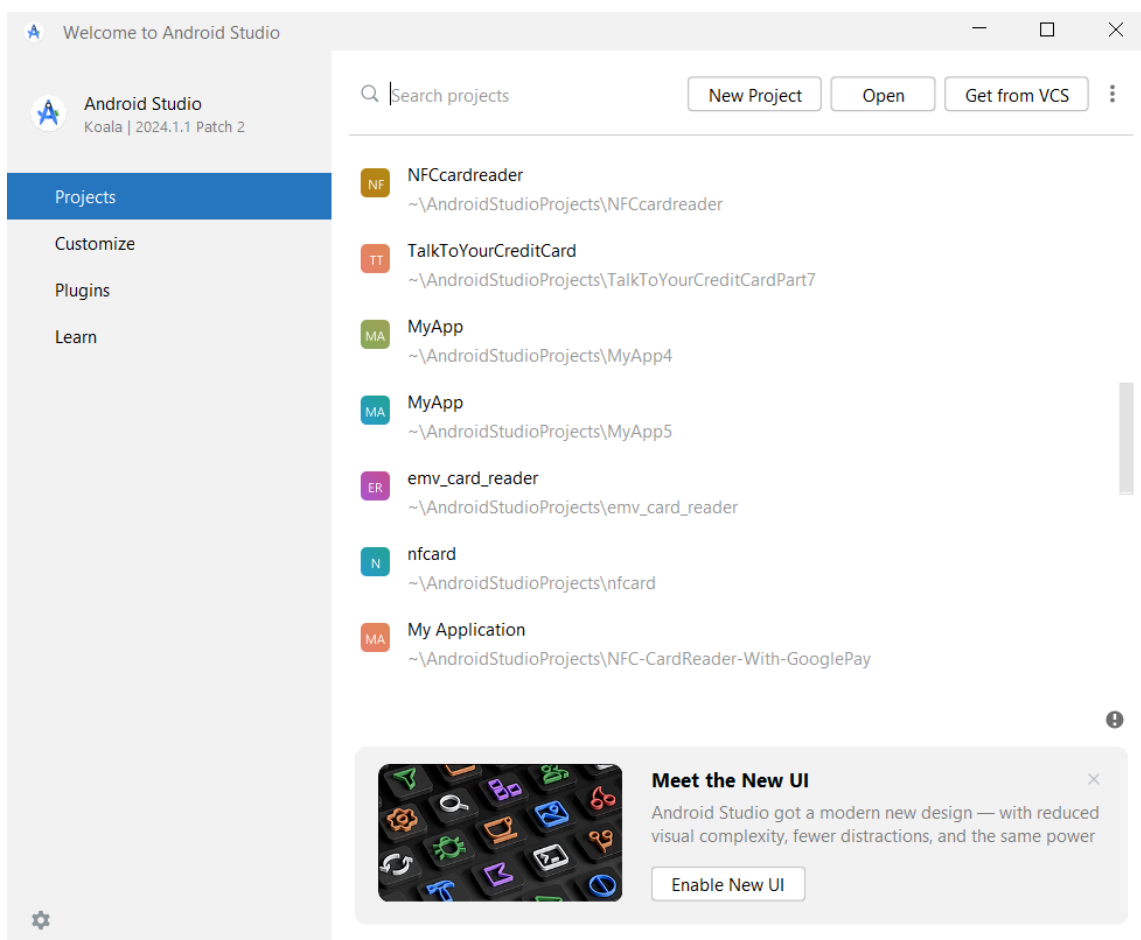 Welcome to Android Studio
Android Studio
Koala | 2024.1.1 Patch 2
Projects
Customize
Plugins
Learn
Search projects
New Project
Open
Get from VCS
NF
NFCcardreader
~\AndroidStudioProjects\NFCcardreader
TT
TalkToYourCreditCard
~\AndroidStudioProjects\TalkToYourCreditCardPart7
MA
MyApp
~\AndroidStudioProjects\MyApp4
MA
MyApp
~\AndroidStudioProjects\MyApp5
ER
emv_card_reader
~\AndroidStudioProjects\emv_card_reader
N
nfcard
~\AndroidStudioProjects\nfcard
MA
My Application
~\AndroidStudioProjects\NFC-CardReader-With-GooglePay
Meet the New UI
Android Studio got a modern new design — with reduced
visual complexity, fewer distractions, and the same power
Enable New UI